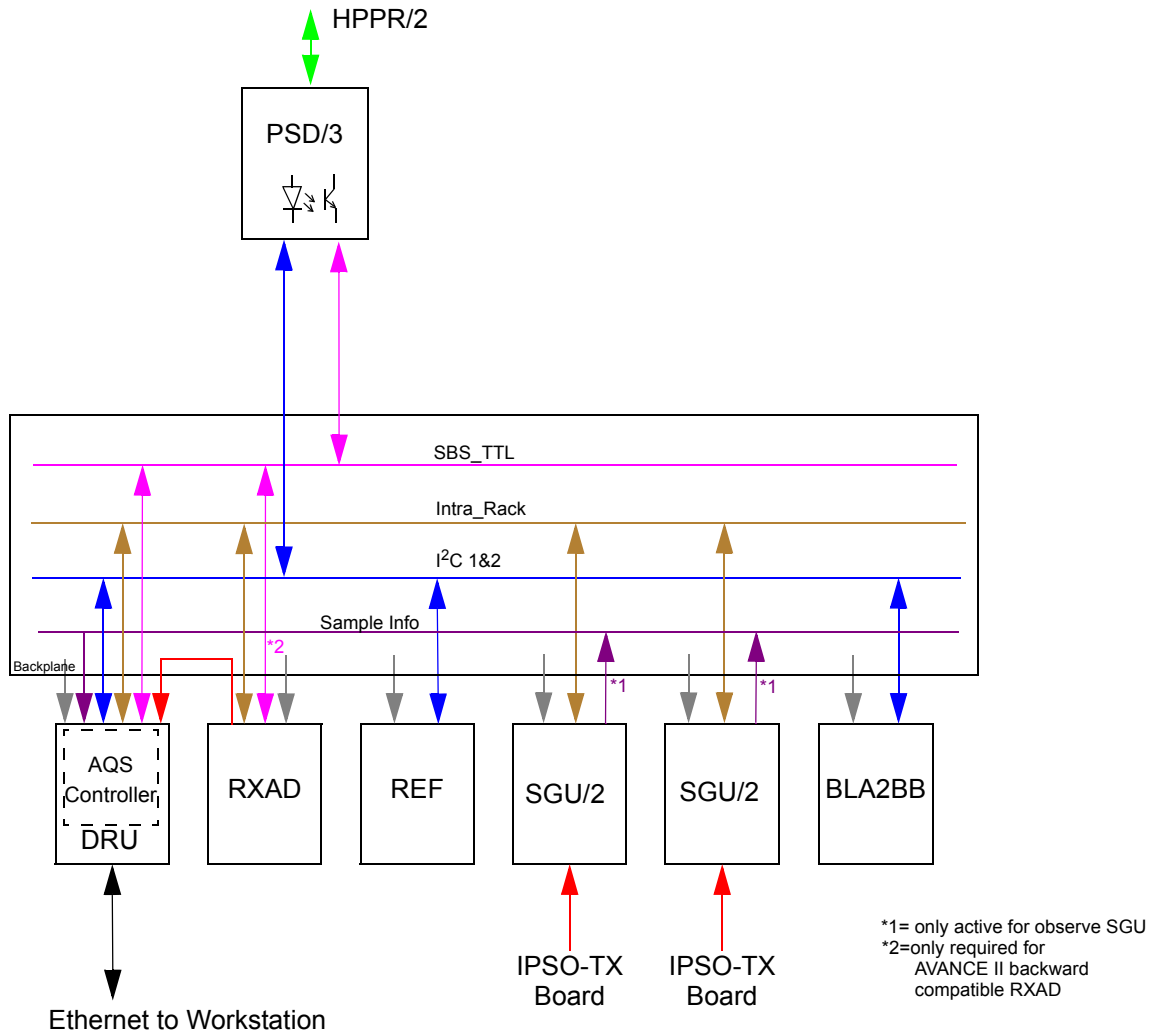 HPPR/2
PSD/3
SBS_TTL
Intra_Rack
I²C 1&2
Sample Info
*2
Backplane
*1
*1
AQS
Controller
DRU
RXAD
REF
SGU/2
SGU/2
BLA2BB
IPSO-TX
Board
IPSO-TX
Board
*1= only active for observe SGU
*2=only required for
AVANCE II backward
compatible RXAD
Ethernet to Workstation